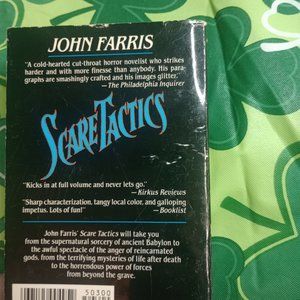 JOHN FARRIS
"A cold-hearted cut-throat horror novelist who strikes
harder and with more finesse than anybody. His para-
graphs are smashingly crafted and his images glitter."
—The Philadelphia Inquirer
SCARE TACTICS
"Kicks in at full volume and never lets go."
—Kirkus Reviews
"Sharp characterization, tangy local color, and galloping
impetus. Lots of fun!"
—Booklist
John Farris' Scare Tactics will take you
from the supernatural sorcery of ancient Babylon to
the awful spectacle of the anger of reincarnated
gods, from the terrifying mysteries of life after death
to the horrendous power of forces
from beyond the grave.
50300